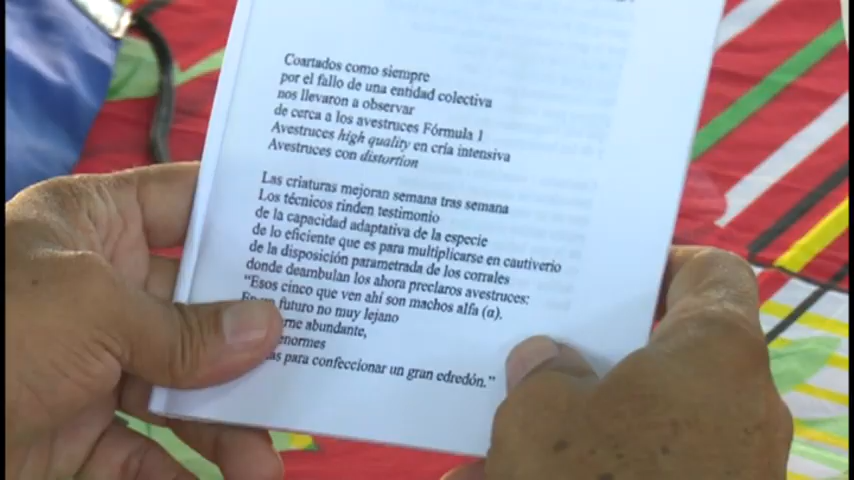 Coartados como siempre
por el fallo de una entidad colectiva
nos llevaron a observar
de cerca a los avestruces Fórmula 1
Avestruces high quality en cría intensiva
Avestruces con distortion
Las criaturas mejoran semana tras semana
Los técnicos rinden testimonio
de la capacidad adaptativa de la especie
de lo eficiente que es para multiplicarse en cautiverio
de la disposición parametrada de los corrales
donde deambulan los ahora preclaros avestruces:
“Esos cinco que ven ahí son machos alfa (α).
En un futuro no muy lejano
abundante,
enormes
para confeccionar un gran edredón.”